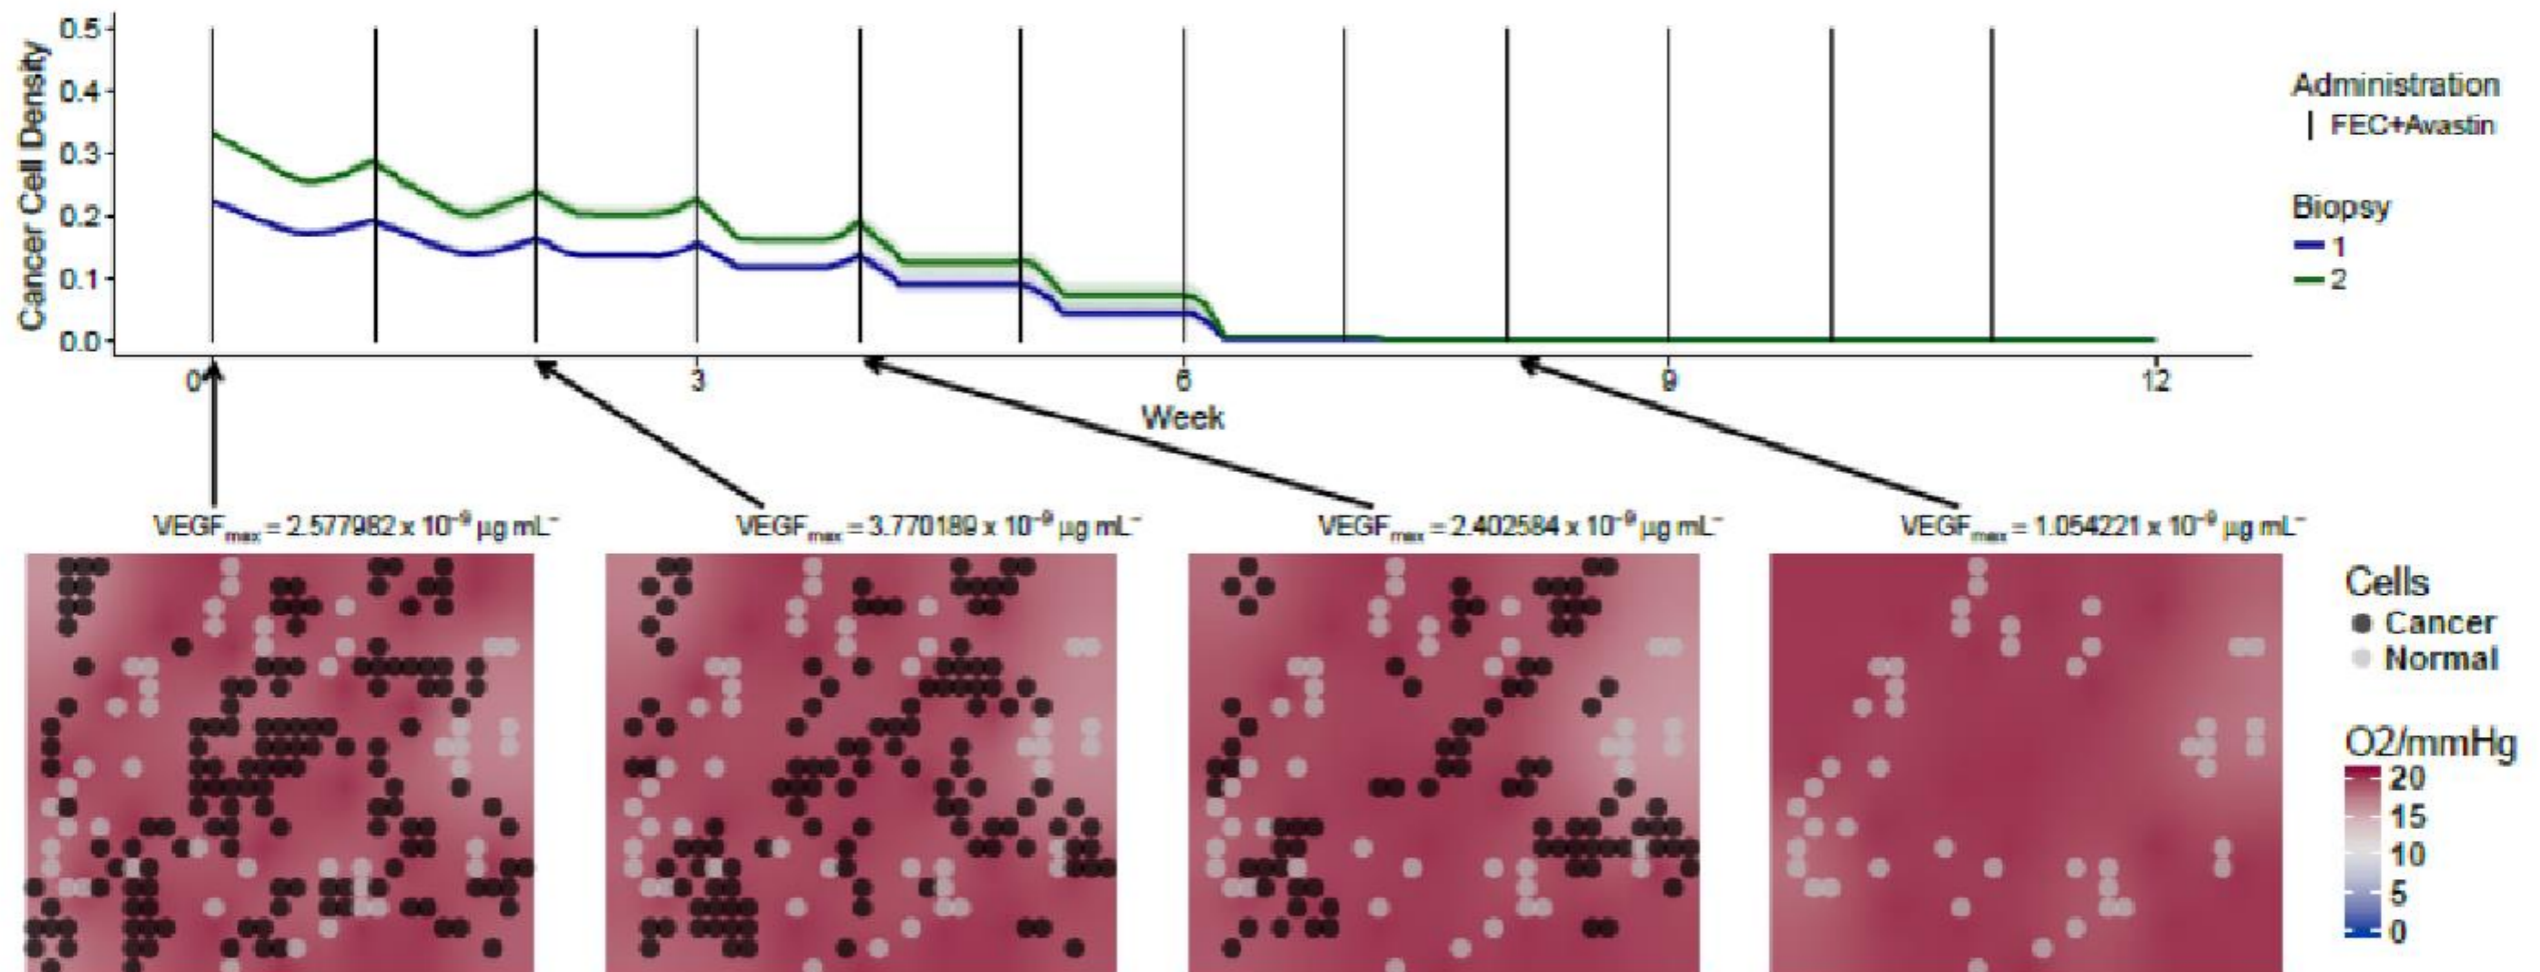 Cancer Cell Density
0.5
0.4
0.3
0.2
0.1
0.0
0
3
6
9
12
Week
Administration
FEC+Avastin
Biopsy
1
2
VEGFmax = 2.577982 x 10⁻⁹ µg mL⁻
VEGFmax = 3.770189 x 10⁻⁹ µg mL⁻
VEGFmax = 2.402584 x 10⁻⁹ µg mL⁻
VEGFmax = 1.054221 x 10⁻⁹ µg mL⁻
Cells
Cancer
Normal
O2/mmHg
20
15
10
5
0